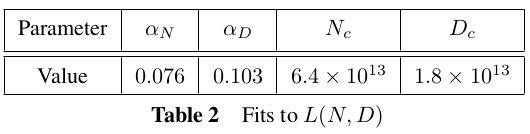 Parameter α_N α_D N_c D_c
Value 0.076 0.103 6.4 × 10^13 1.8 × 10^13
Table 2 Fits to L(N, D)